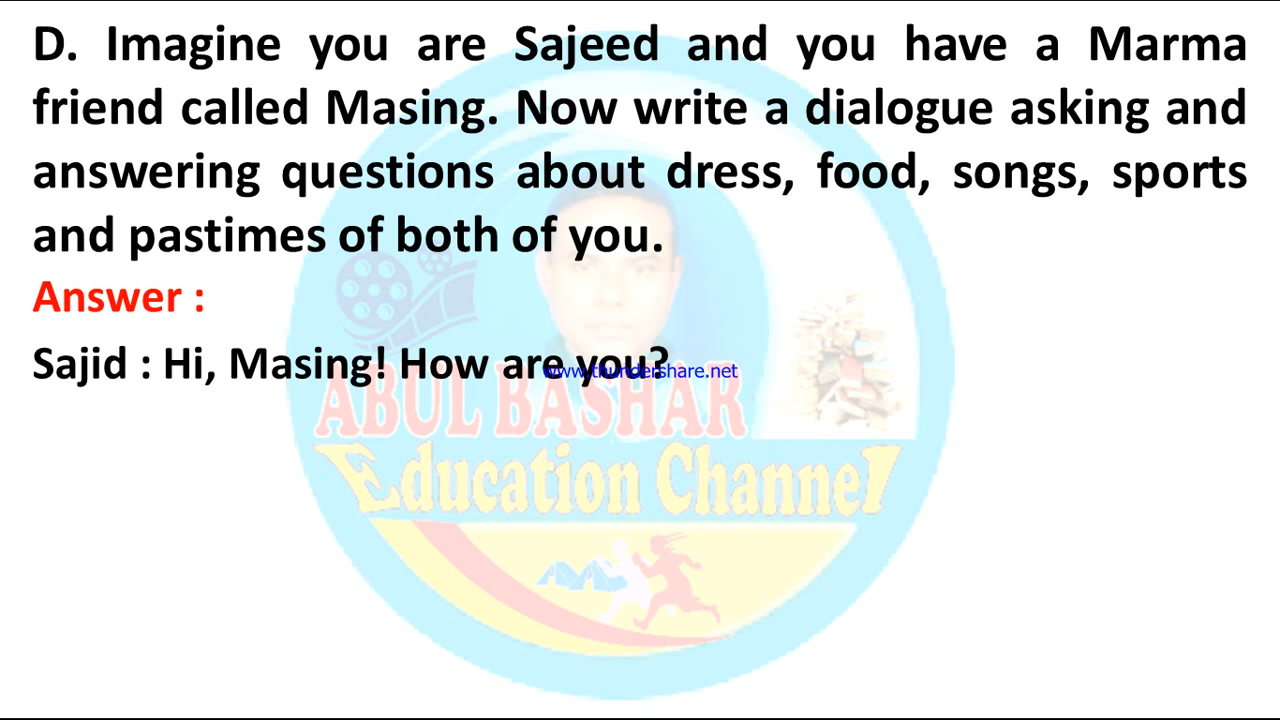 D. Imagine you are Sajeed and you have a Marma
friend called Masing. Now write a dialogue asking and
answering questions about dress, food, songs, sports
and pastimes of both of you.
Answer :
Sajid : Hi, Masing! How are you?
www.thundershare.net
ABUL BASHAR
Education Channel